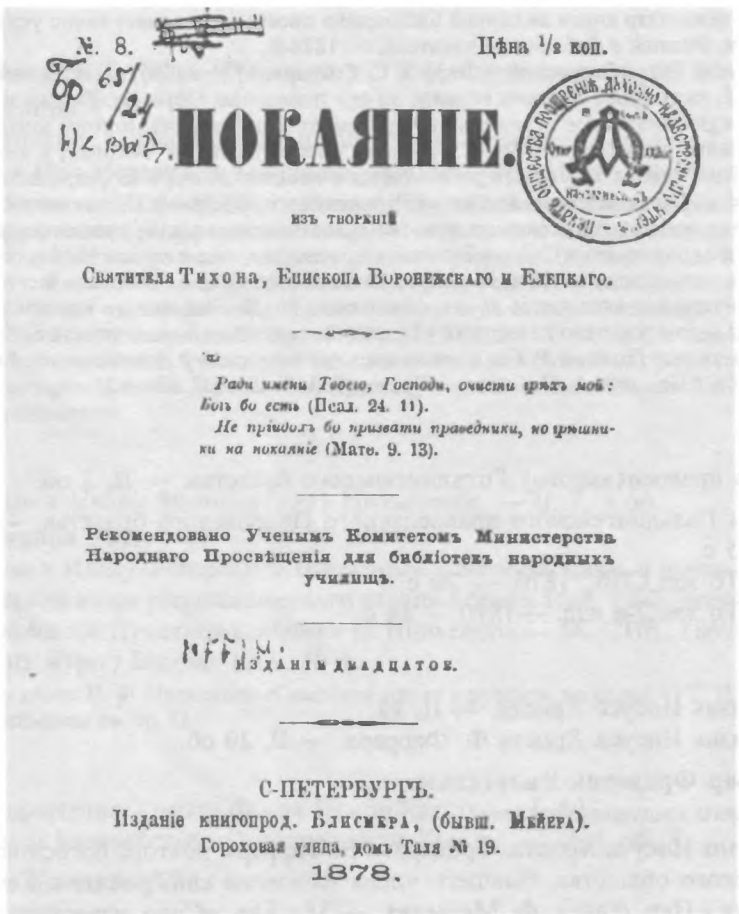 №. 8.
Цѣна 1/2 коп.
Бр 65/24
ПОКАЯНІЕ.
ИЗЪ ТВОРЕНІЙ
Святителя Тихона, Епископа Воронежскаго и Елецкаго.
Ради имени Твоего, Господи, очисти грѣхъ мой:
Богъ бо есть (Псал. 24. 11).
Не пріидохъ бо призвати праведники, но грѣшни-
ки на покаяніе (Матѳ. 9. 13).
Рекомендовано Ученымъ Комитетомъ Министерства
Народнаго Просвѣщенія для библіотекъ народныхъ
училищъ.
ИЗДАНІЕ ДВАДЦАТОЕ.
С-ПЕТЕРБУРГЪ.
Изданіе книгопрод. Блисмера, (бывш. Мейера).
Гороховая улица, домъ Таля № 19.
1878.